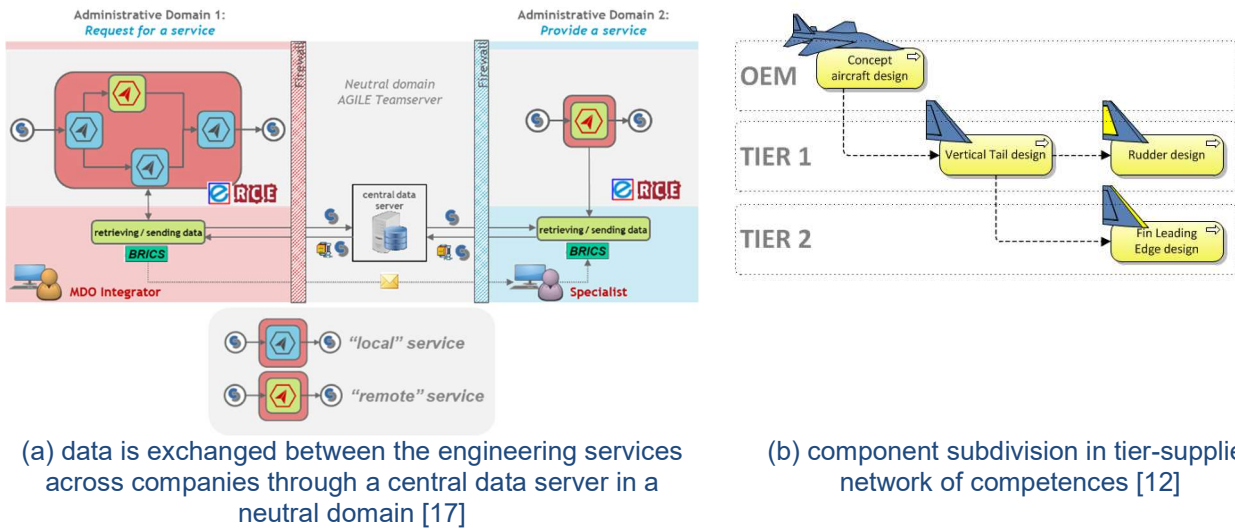 Administrative Domain 1:
Request for a service
Administrative Domain 2:
Provide a service
Firewall
Neutral domain
AGILE Teamserver
Firewall
RCE
RCE
central data
server
retrieving / sending data
retrieving / sending data
BRICS
BRICS
MDO Integrator
Specialist
"local" service
"remote" service
(a) data is exchanged between the engineering services
across companies through a central data server in a
neutral domain [17]
OEM
Concept
aircraft design
TIER 1
Vertical Tail design
Rudder design
TIER 2
Fin Leading
Edge design
(b) component subdivision in tier-supplie
network of competences [12]